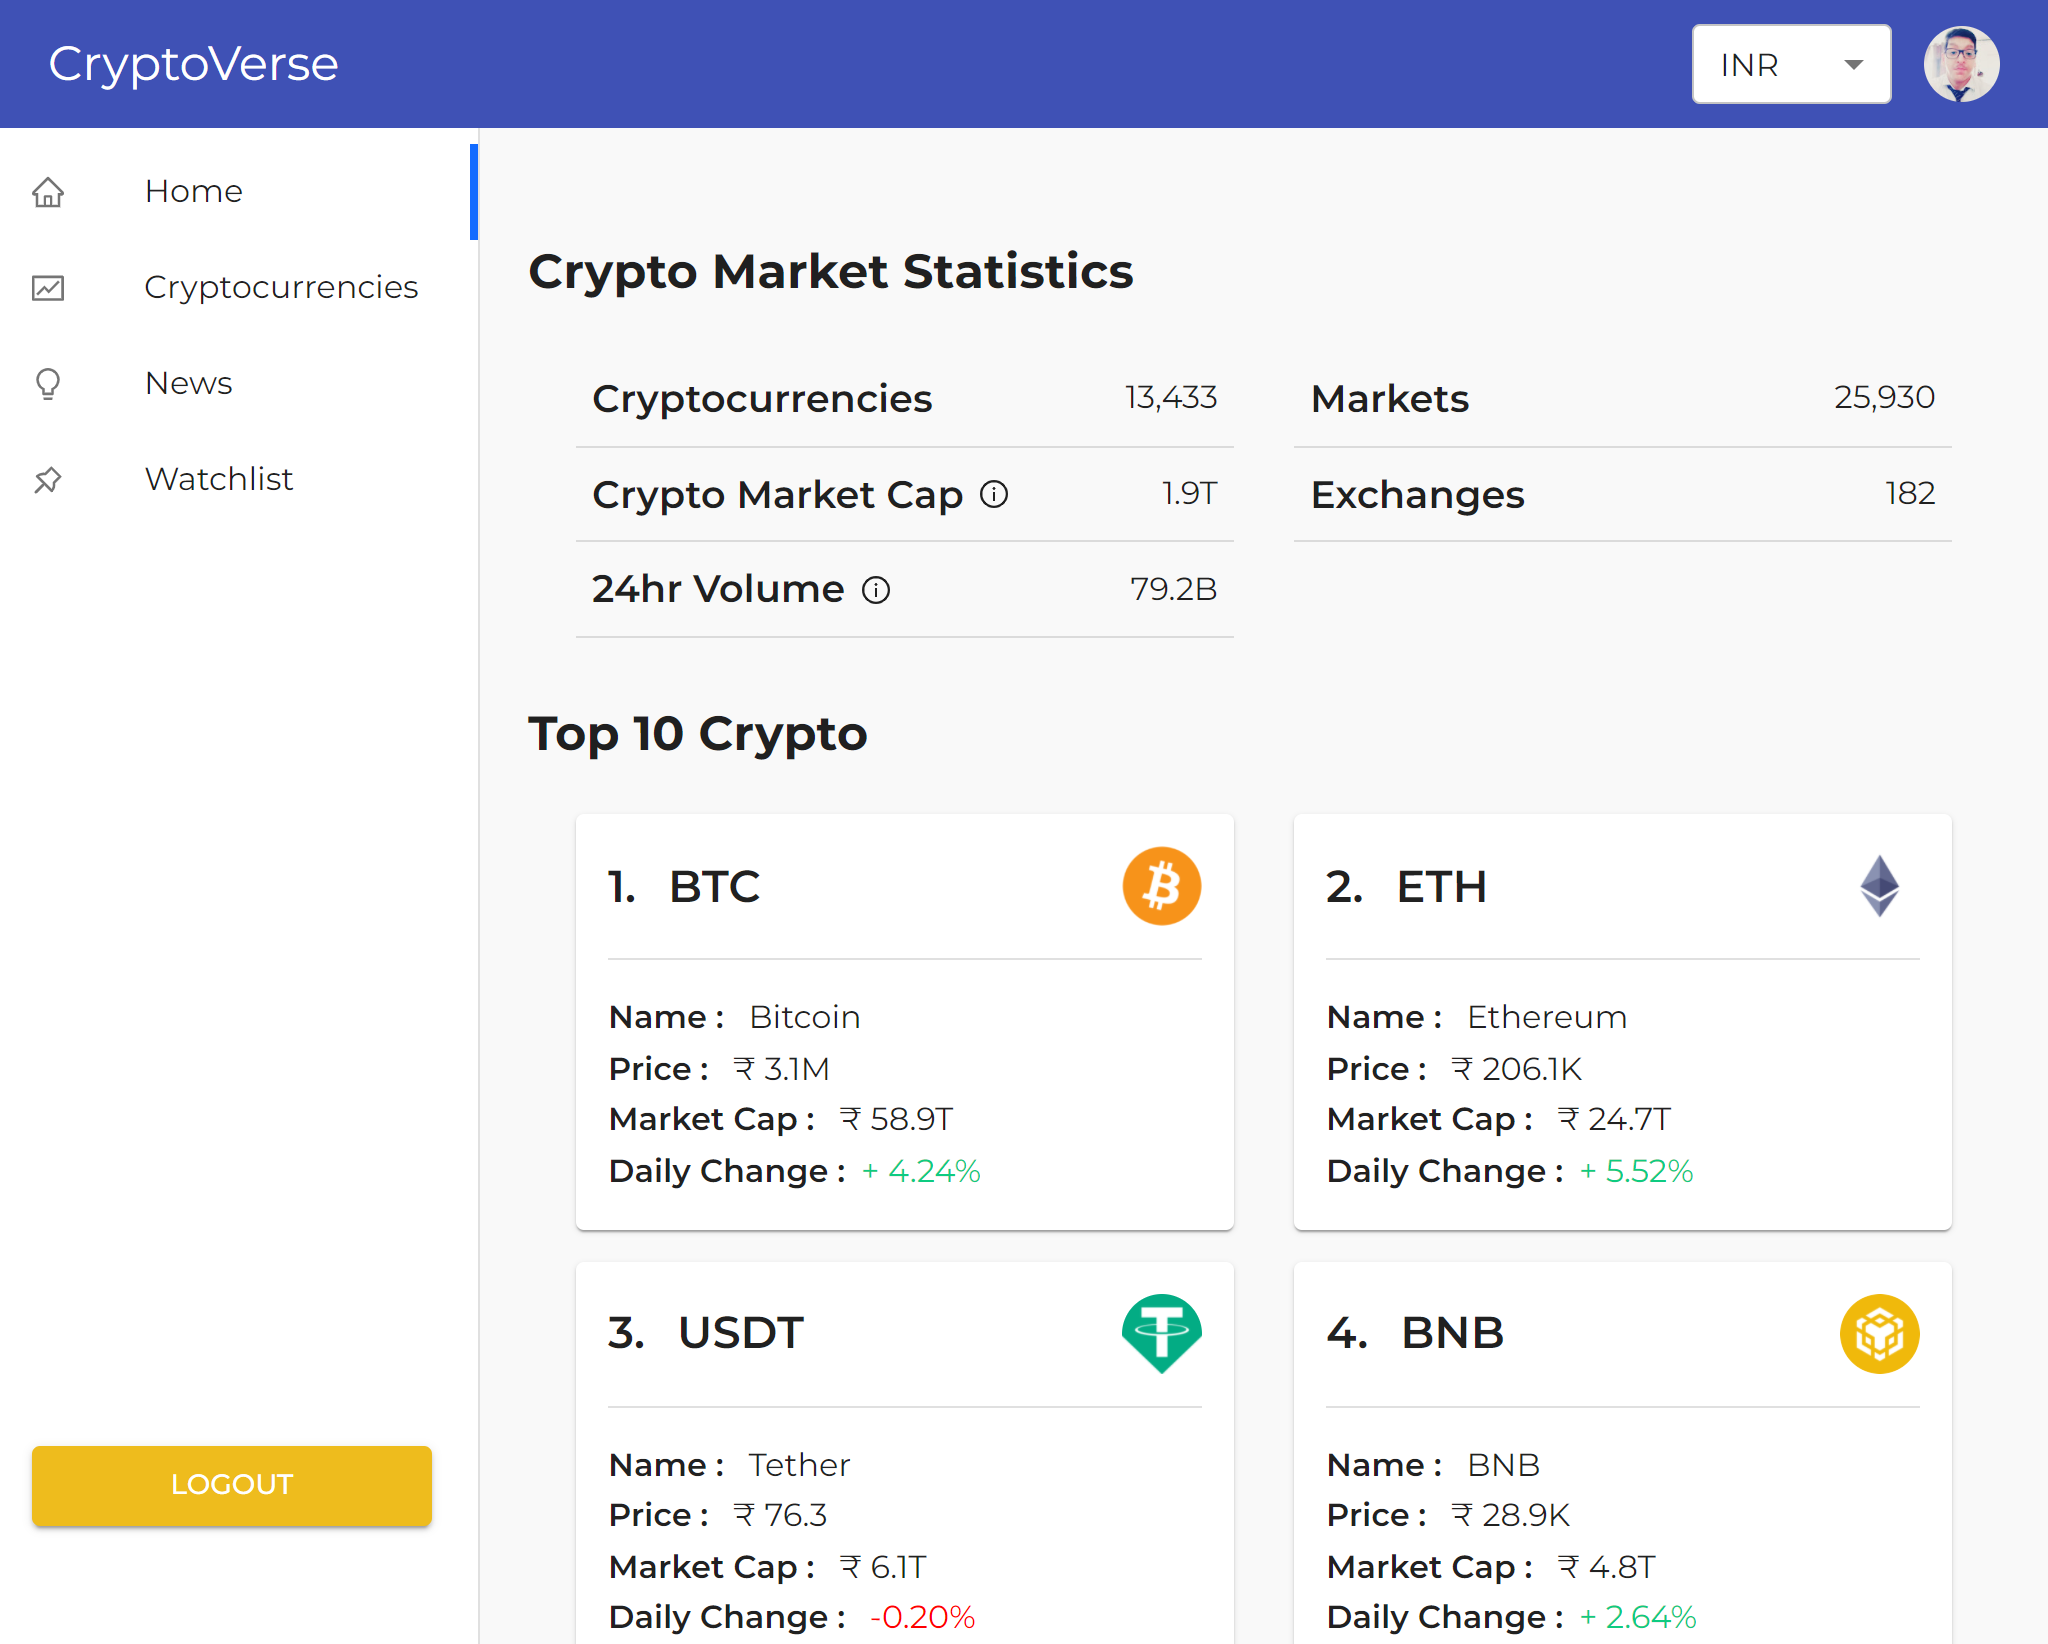 CryptoVerse
INR
Home
Cryptocurrencies
News
Watchlist
LOGOUT
Crypto Market Statistics
Cryptocurrencies 13,433
Markets 25,930
Crypto Market Cap 1.9T
Exchanges 182
24hr Volume 79.2B
Top 10 Crypto
1. BTC
Name : Bitcoin
Price : ₹ 3.1M
Market Cap : ₹ 58.9T
Daily Change : + 4.24%
2. ETH
Name : Ethereum
Price : ₹ 206.1K
Market Cap : ₹ 24.7T
Daily Change : + 5.52%
3. USDT
Name : Tether
Price : ₹ 76.3
Market Cap : ₹ 6.1T
Daily Change : -0.20%
4. BNB
Name : BNB
Price : ₹ 28.9K
Market Cap : ₹ 4.8T
Daily Change : + 2.64%